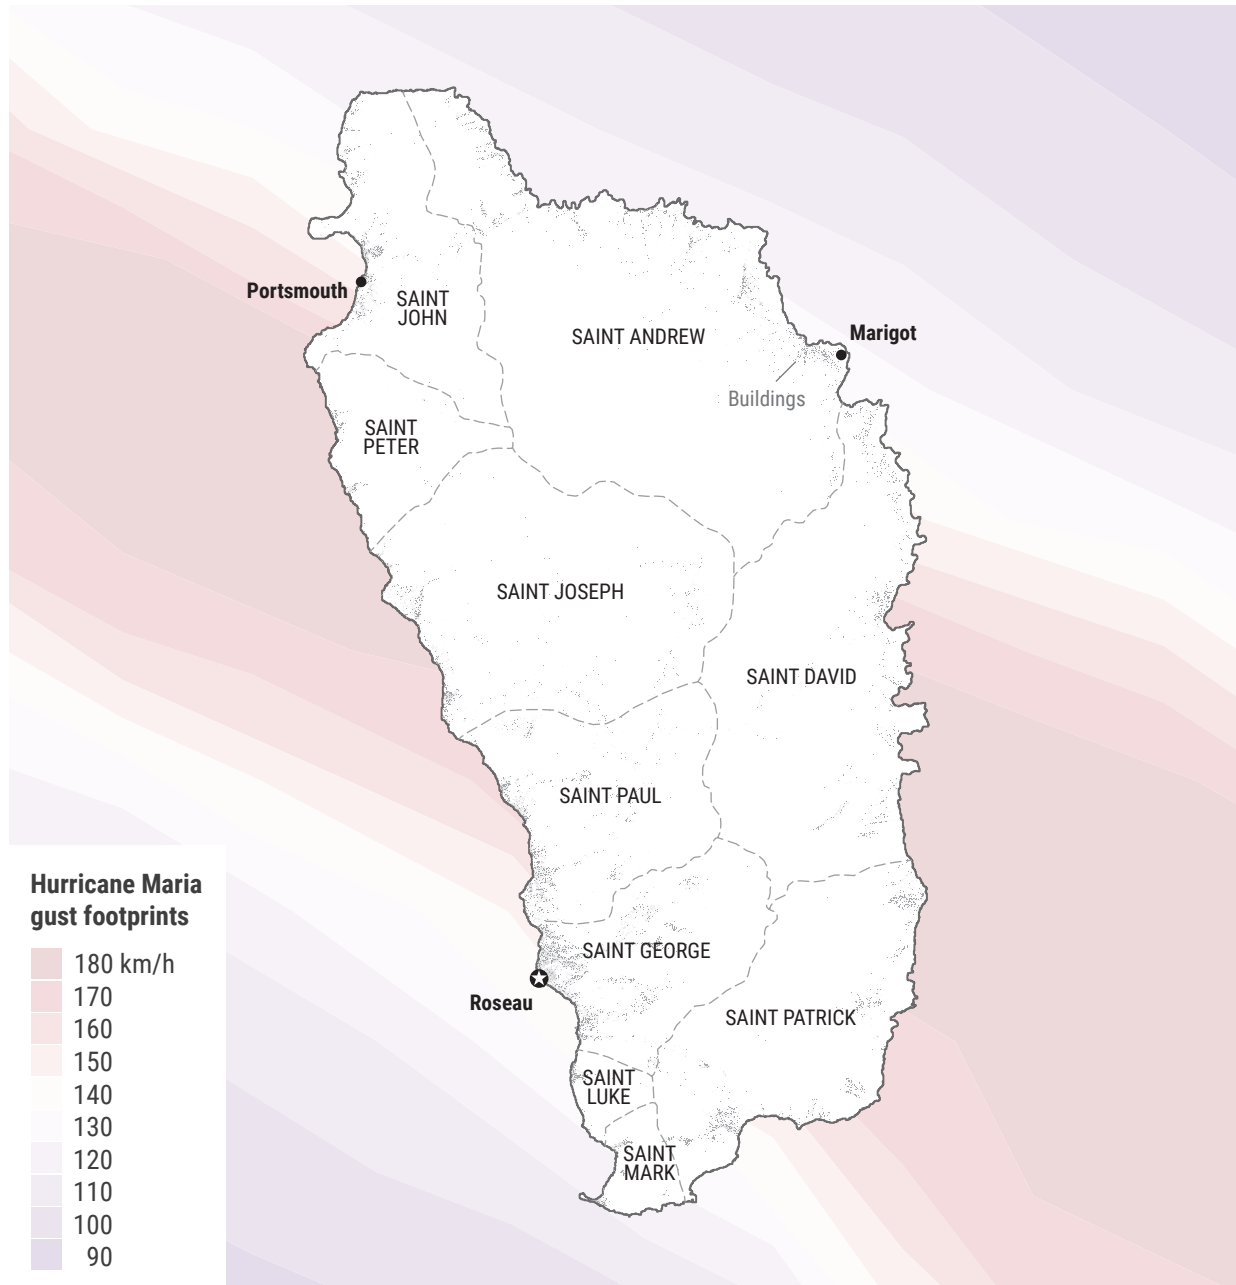 Portsmouth
SAINT
JOHN
SAINT ANDREW
Marigot
Buildings
SAINT
PETER
SAINT JOSEPH
SAINT DAVID
SAINT PAUL
SAINT GEORGE
Roseau
SAINT PATRICK
SAINT
LUKE
SAINT
MARK
Hurricane Maria
gust footprints
180 km/h
170
160
150
140
130
120
110
100
90